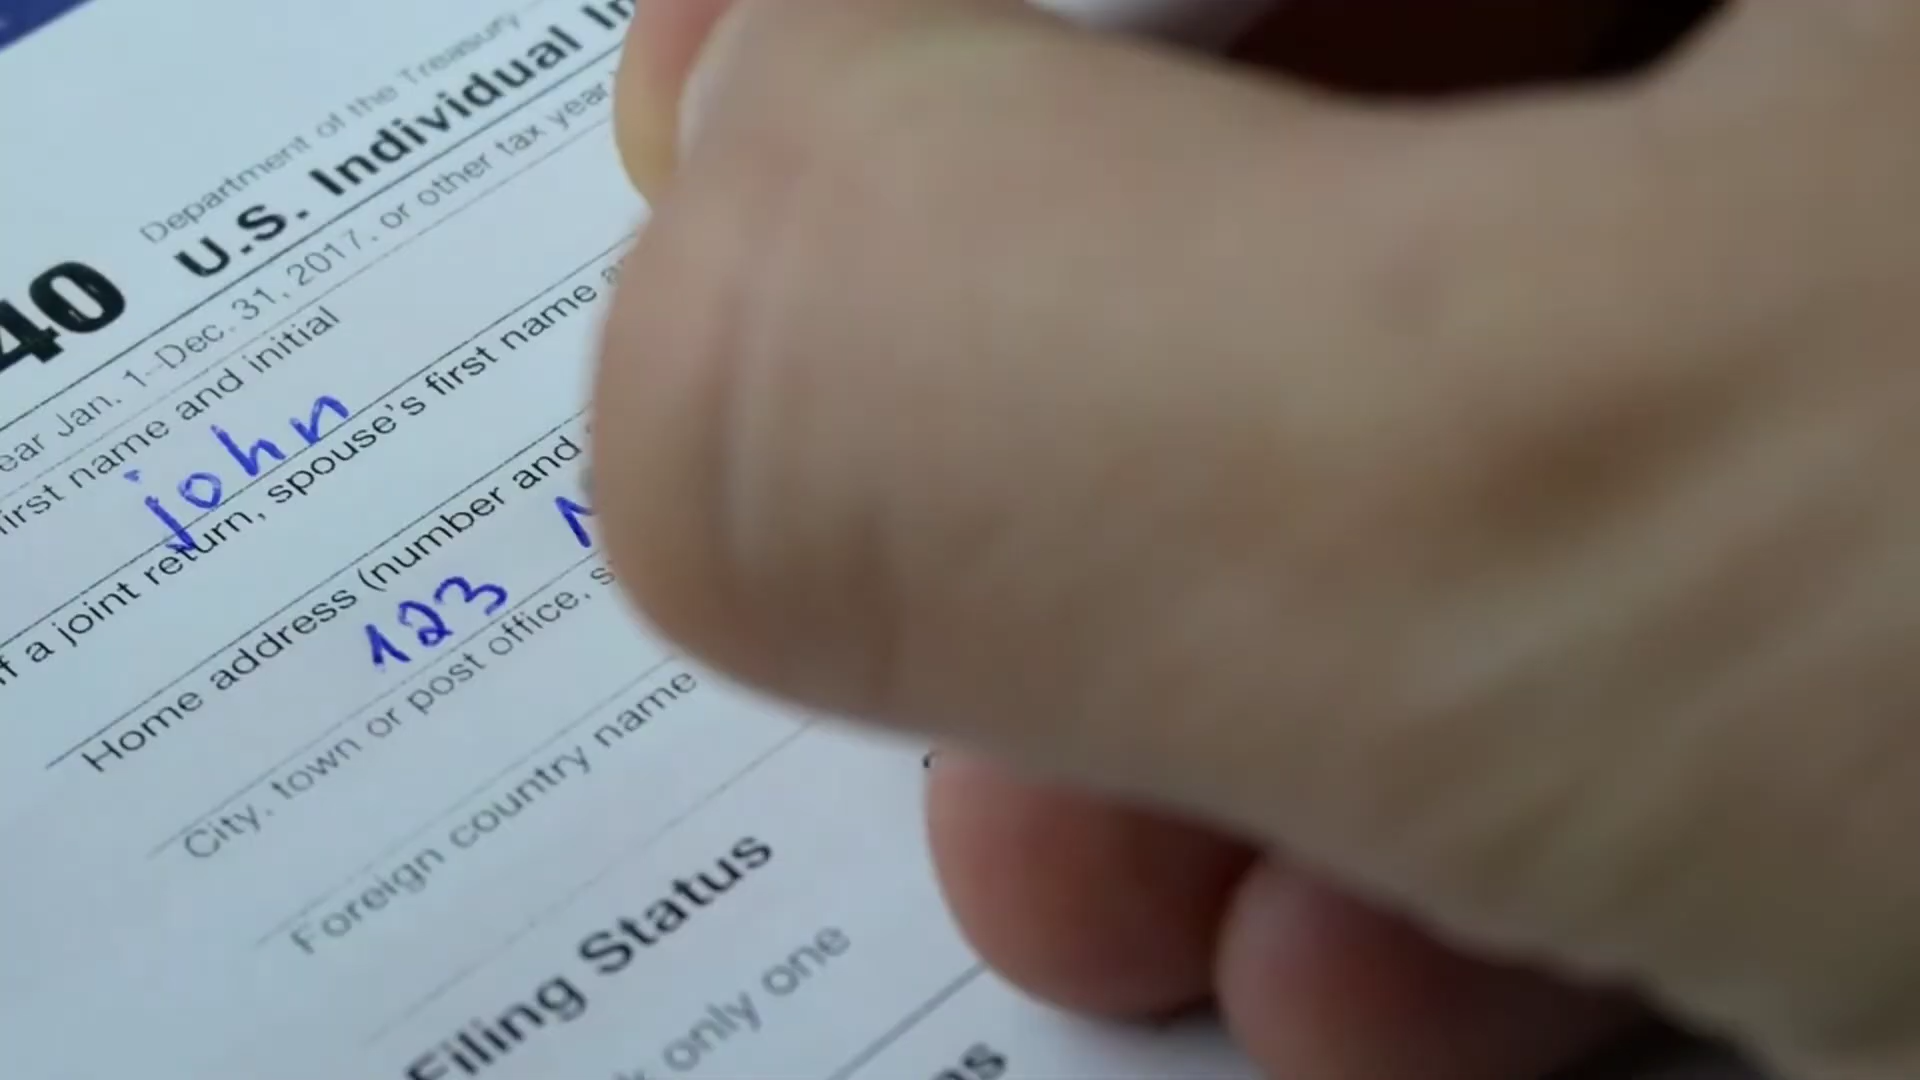 Department of the Treasury
40 U.S. Individual
ear Jan. 1-Dec. 31, 2017, or other tax year
first name and initial
john
If a joint return, spouse's first name
Home address (number and
123
City, town or post office,
Foreign country name
Filing Status
only one